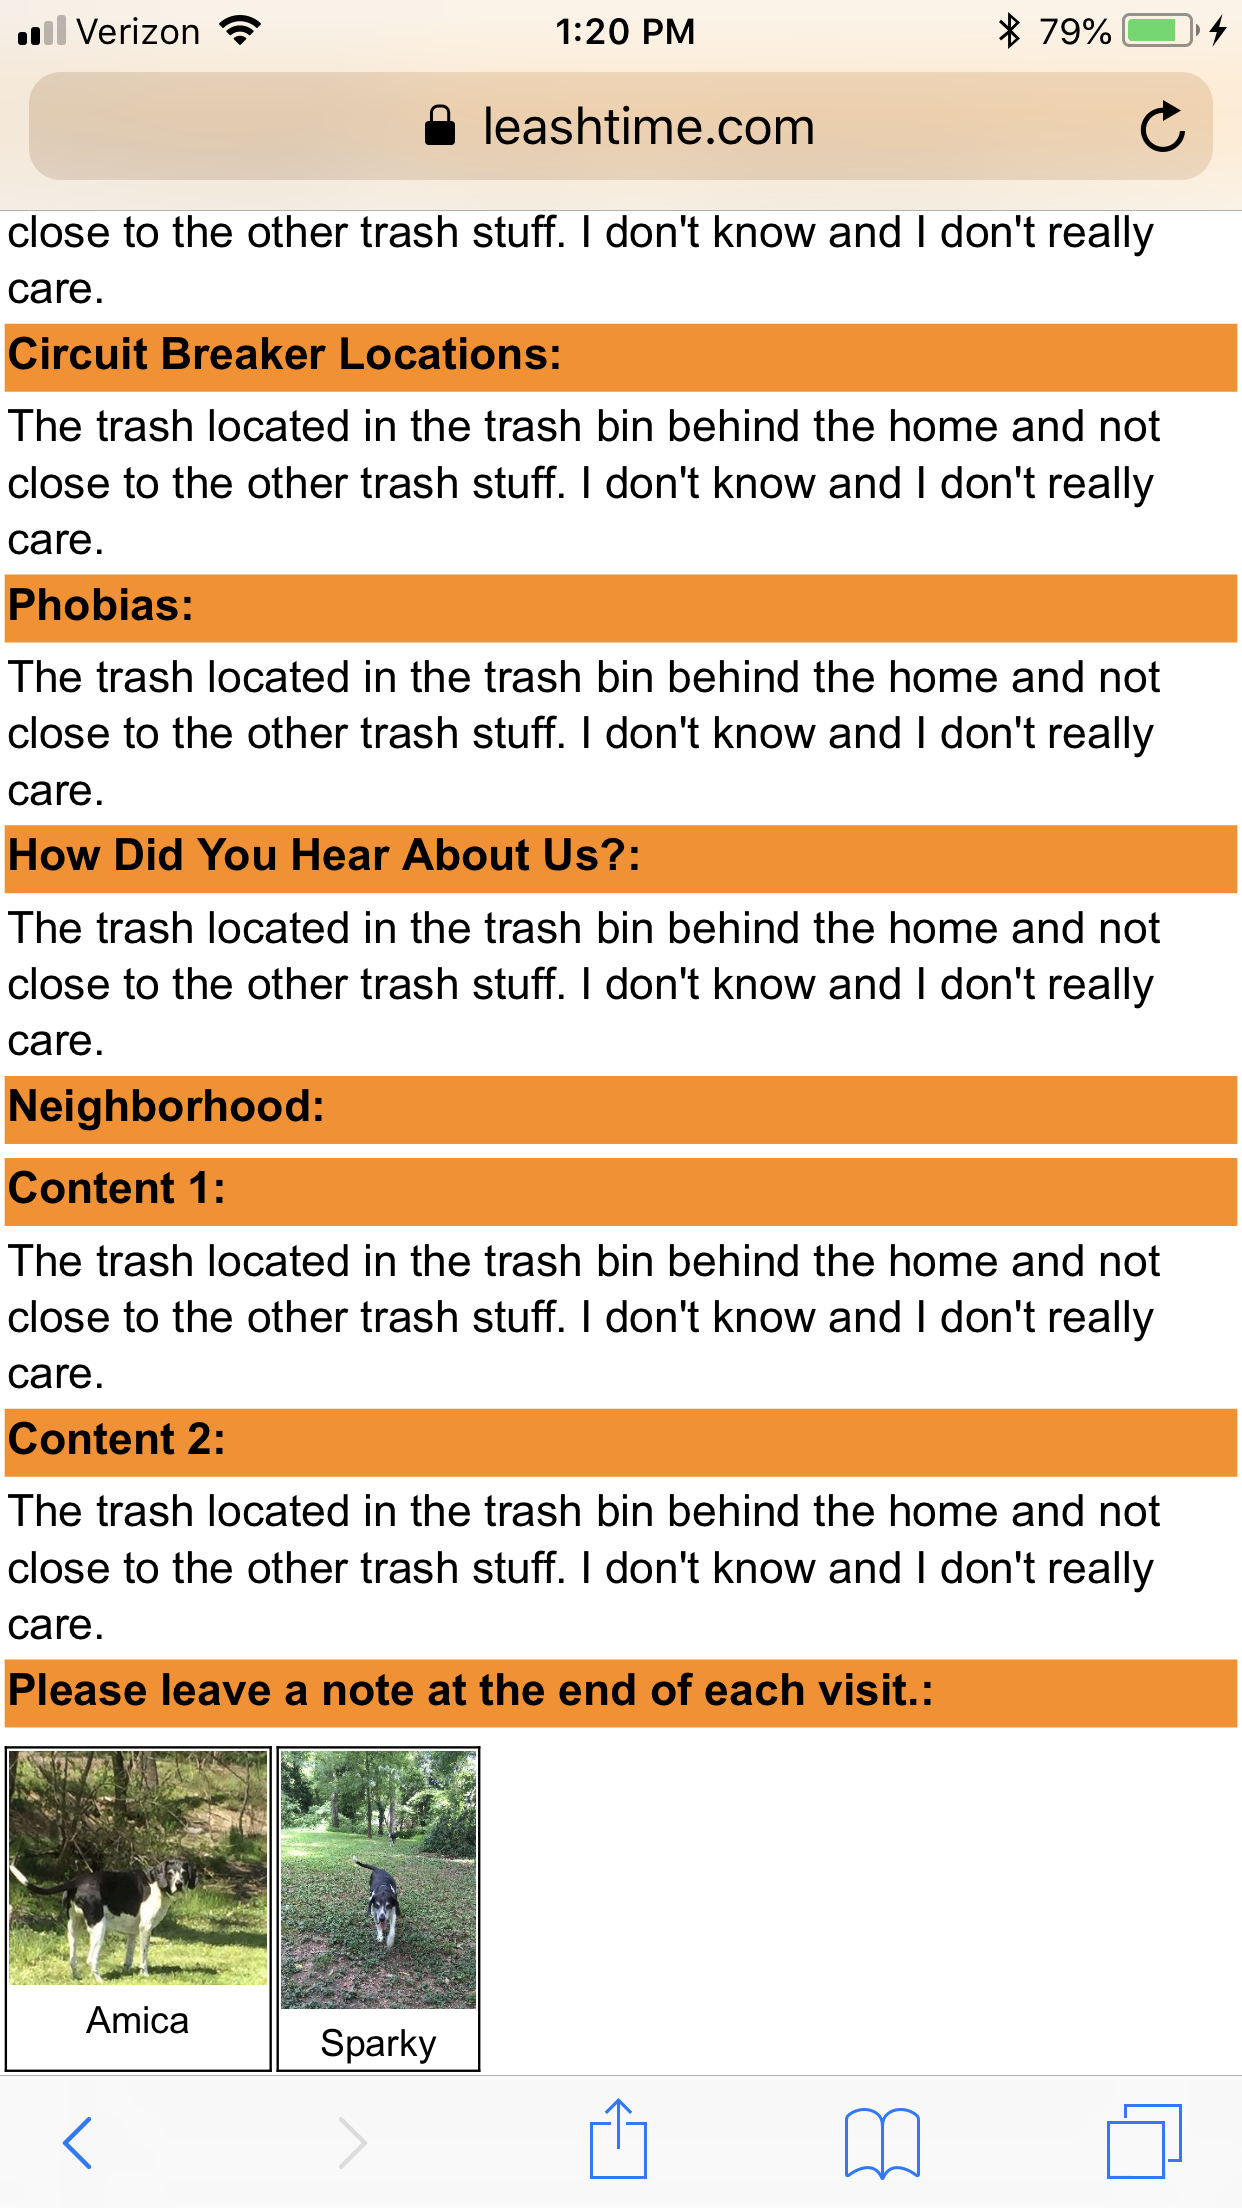 Verizon 1:20 PM 79%
leashtime.com
close to the other trash stuff. I don't know and I don't really
care.
Circuit Breaker Locations:
The trash located in the trash bin behind the home and not
close to the other trash stuff. I don't know and I don't really
care.
Phobias:
The trash located in the trash bin behind the home and not
close to the other trash stuff. I don't know and I don't really
care.
How Did You Hear About Us?:
The trash located in the trash bin behind the home and not
close to the other trash stuff. I don't know and I don't really
care.
Neighborhood:
Content 1:
The trash located in the trash bin behind the home and not
close to the other trash stuff. I don't know and I don't really
care.
Content 2:
The trash located in the trash bin behind the home and not
close to the other trash stuff. I don't know and I don't really
care.
Please leave a note at the end of each visit.:
Amica
Sparky